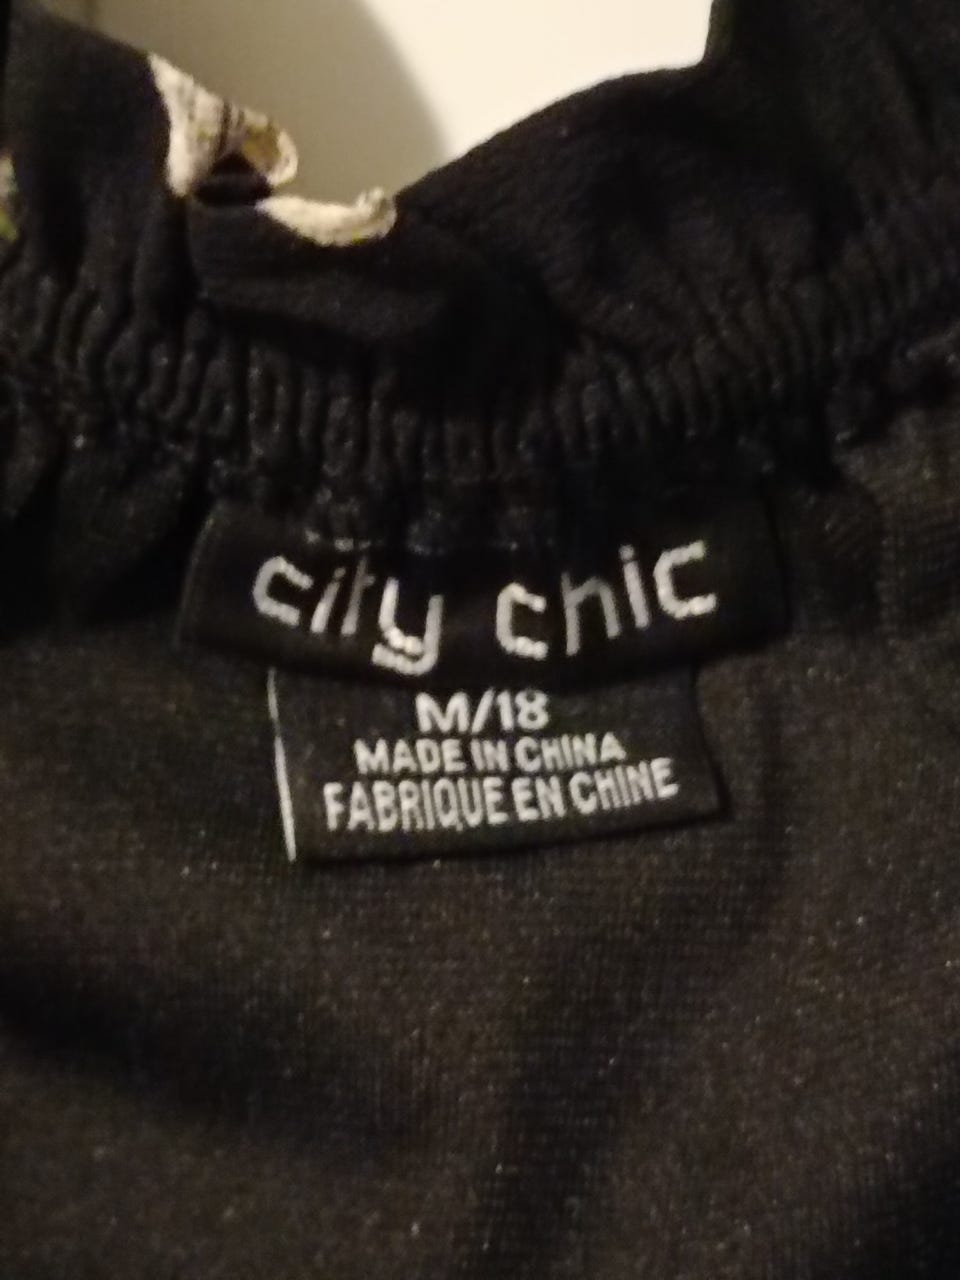 city chic
M/18
MADE IN CHINA
FABRIQUE EN CHINE